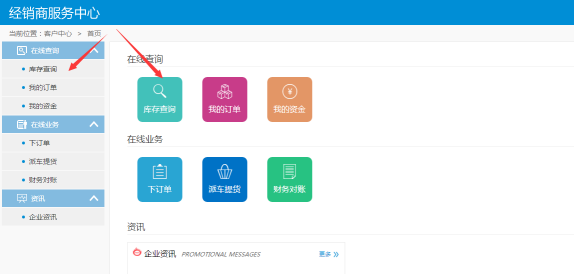 经销商服务中心
当前位置：客户中心 > 首页
在线查询
库存查询
我的订单
我的资金
在线业务
下订单
派车提货
财务对账
资讯
企业资讯
在线查询
库存查询
我的订单
我的资金
在线业务
下订单
派车提货
财务对账
资讯
企业资讯 PROMOTIONAL MESSAGES
更多